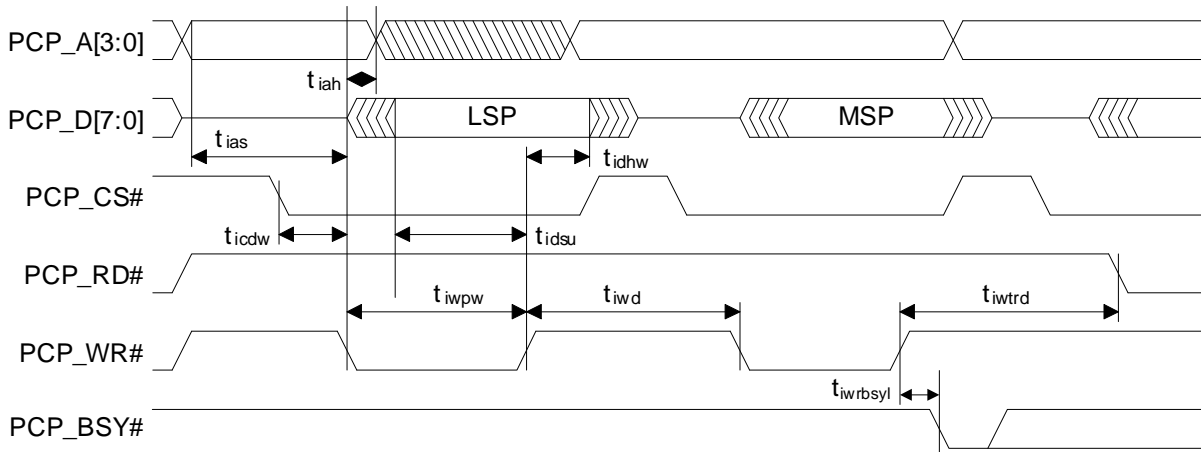 PCP_A[3:0]
t iah
PCP_D[7:0]
LSP
MSP
t ias
t idhw
PCP_CS#
t icdw
t idsu
PCP_RD#
t iwpw
t iwd
t iwtrd
PCP_WR#
t iwrbsyl
PCP_BSY#